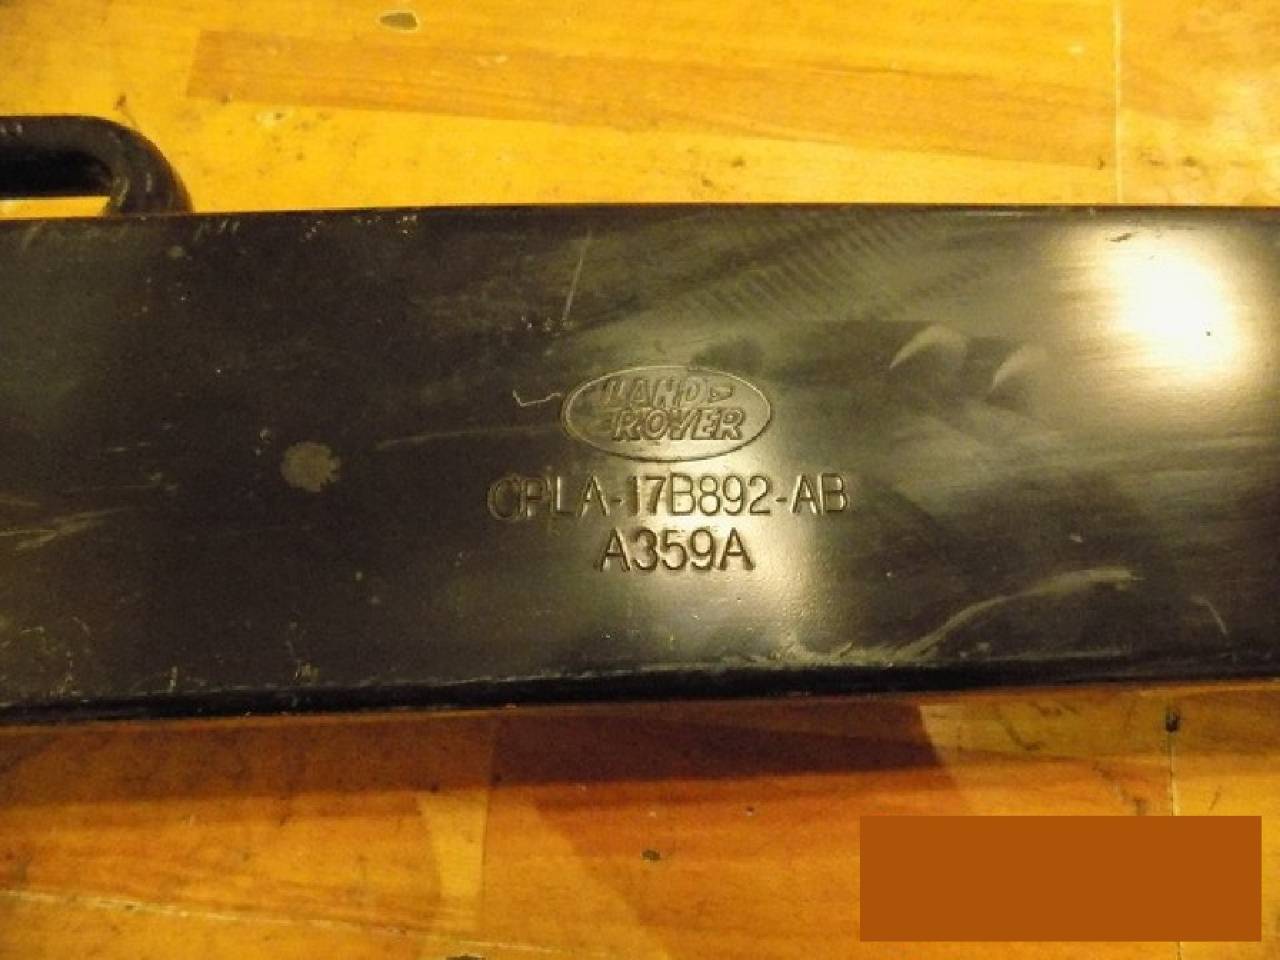 LAND
ROVER
CPLA-17B892-AB
A359A